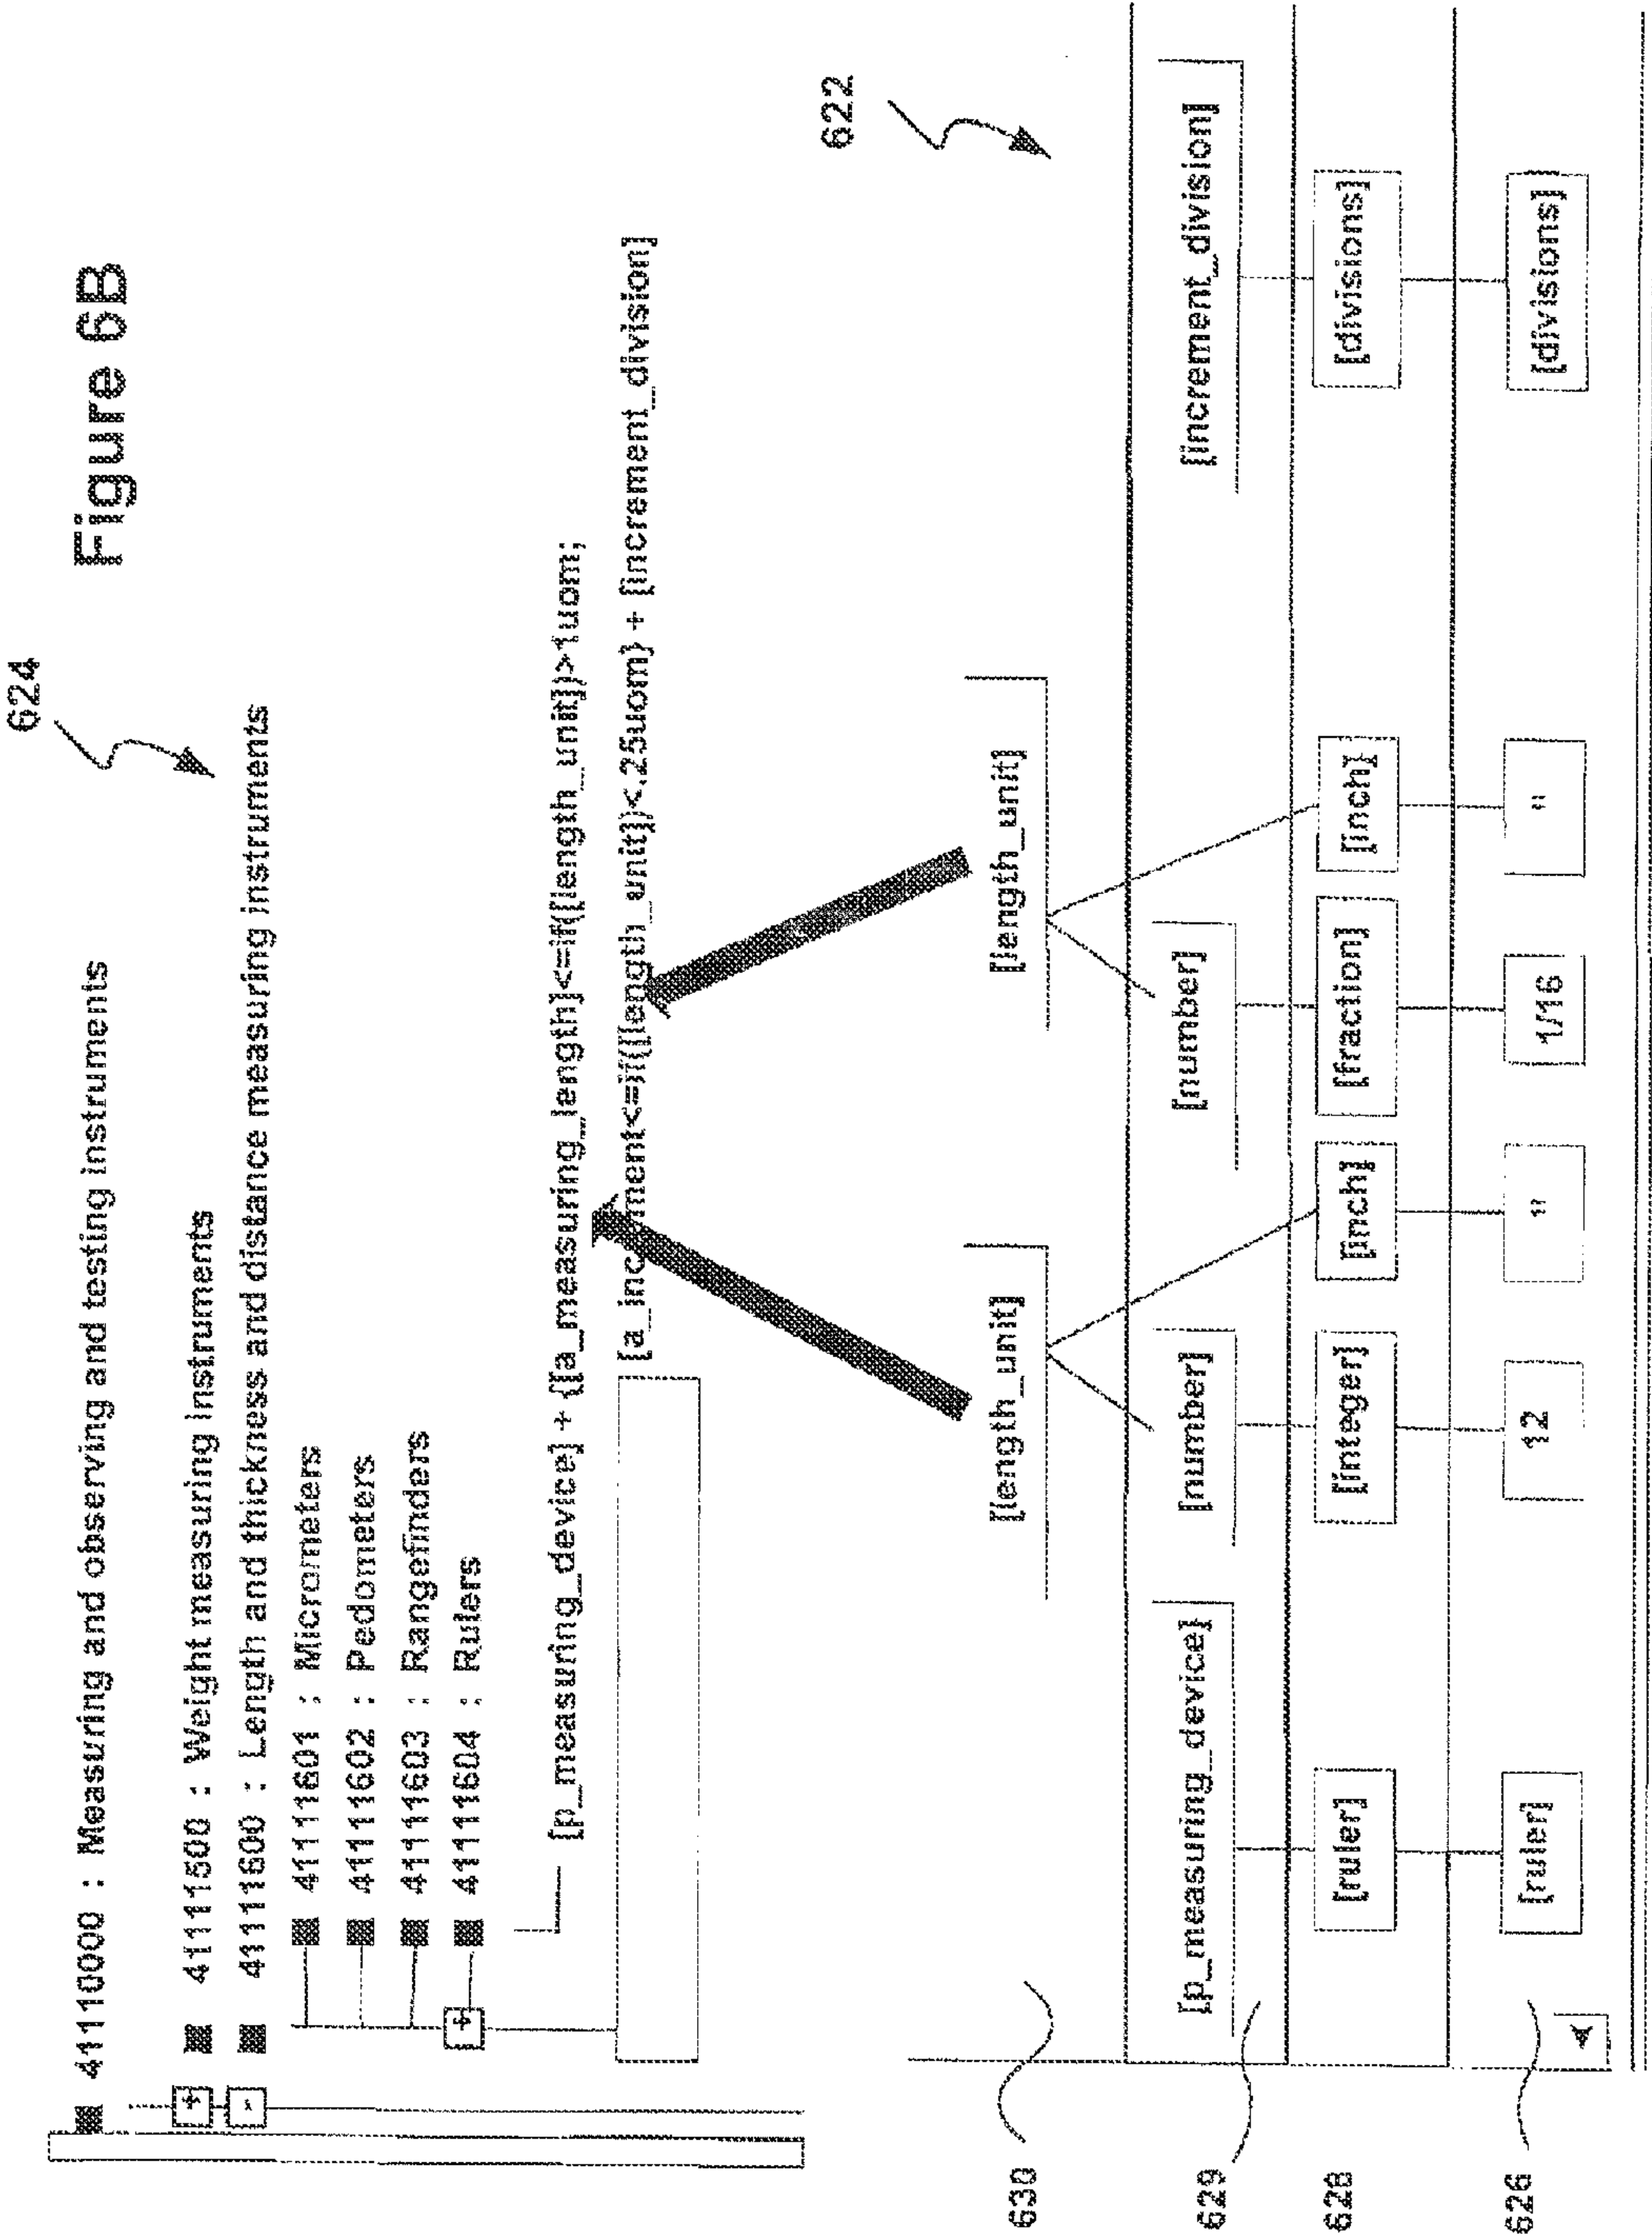 624
Figure 6B
41110000 : Measuring and observing and testing instruments
+ 41111500 : Weight measuring instruments
- 41111600 : Length and thickness and distance measuring instruments
41111601 : Micrometers
41111602 : Pedometers
41111603 : Rangefinders
+ 41111604 : Rulers
[p_measuring_device] + {[a_measuring_length]<=if([length_unit])>1uom;
[a_increment<=if([length_unit])<.25uom} + [increment_division]
622
630
[length_unit] [length_unit]
629
[p_measuring_device] [number] [number] [increment_division]
628
[ruler] [integer] [inch] [fraction] [inch] [divisions]
626
[ruler] 12 " 1/16 " [divisions]